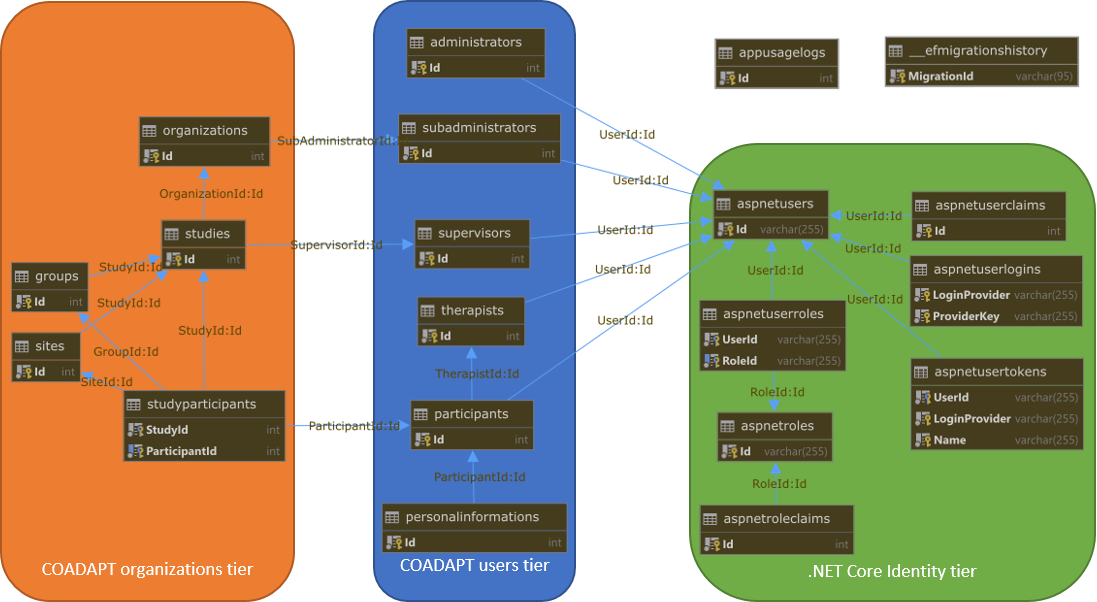 organizations
Id int
OrganizationId:Id
studies
Id int
groups
Id int
StudyId:Id
StudyId:Id
StudyId:Id
sites
Id int
GroupId:Id
SiteId:Id
studyparticipants
StudyId int
ParticipantId int
COADAPT organizations tier
SubAdministratorId:Id
SupervisorId:Id
ParticipantId:Id
administrators
Id int
subadministrators
Id int
supervisors
Id int
therapists
Id int
TherapistId:Id
participants
Id int
ParticipantId:Id
personalinformations
Id int
COADAPT users tier
UserId:Id
UserId:Id
UserId:Id
UserId:Id
UserId:Id
appusagelogs
Id int
__efmigrationshistory
MigrationId varchar(95)
aspnetusers
Id varchar(255)
aspnetuserclaims
Id int
UserId:Id
UserId:Id
aspnetuserlogins
LoginProvider varchar(255)
ProviderKey varchar(255)
UserId:Id
UserId:Id
aspnetuserroles
UserId varchar(255)
RoleId varchar(255)
aspnetusertokens
UserId varchar(255)
LoginProvider varchar(255)
Name varchar(255)
RoleId:Id
aspnetroles
Id varchar(255)
RoleId:Id
aspnetroleclaims
Id int
.NET Core Identity tier